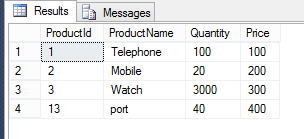 Results Messages
ProductId ProductName Quantity Price
1 1 Telephone 100 100
2 2 Mobile 20 200
3 3 Watch 3000 300
4 13 port 40 400